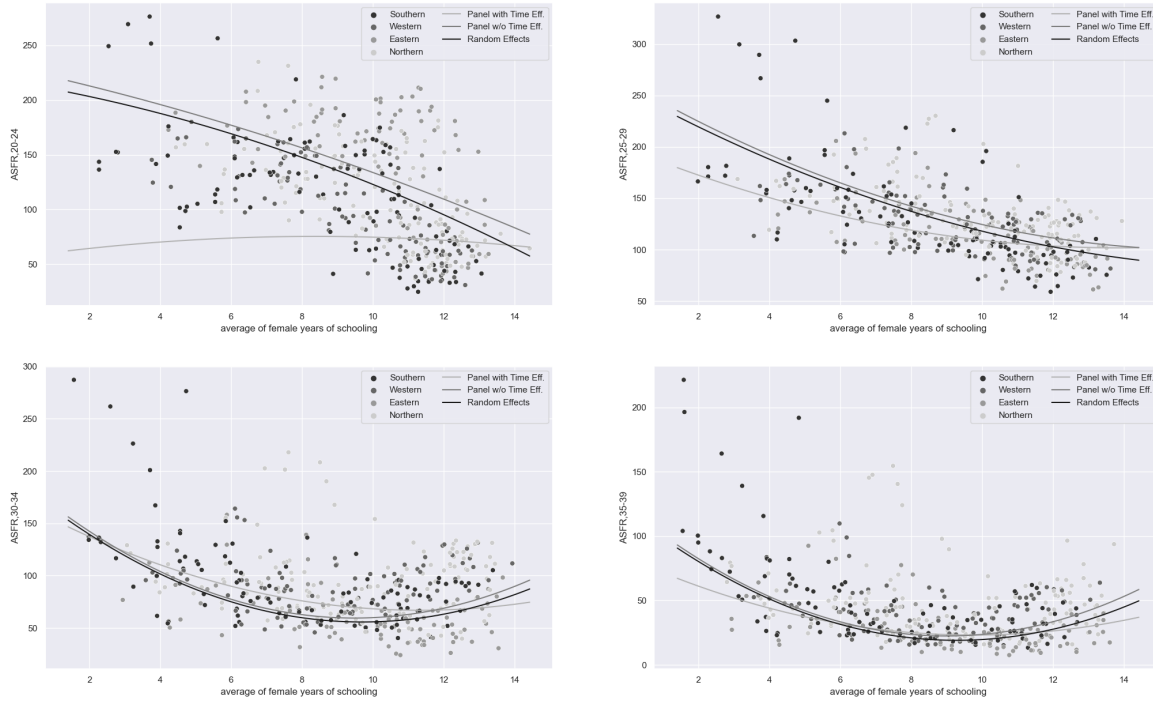 Southern Panel with Time Eff.
Western Panel w/o Time Eff.
Eastern Random Effects
Northern
250
200
150
100
50
ASFR,20-24
2 4 6 8 10 12 14
average of female years of schooling
Southern Panel with Time Eff.
Western Panel w/o Time Eff.
Eastern Random Effects
Northern
300
250
200
150
100
50
ASFR,25-29
2 4 6 8 10 12 14
average of female years of schooling
Southern Panel with Time Eff.
Western Panel w/o Time Eff.
Eastern Random Effects
Northern
300
250
200
150
100
50
ASFR,30-34
2 4 6 8 10 12 14
average of female years of schooling
Southern Panel with Time Eff.
Western Panel w/o Time Eff.
Eastern Random Effects
Northern
200
150
100
50
0
ASFR,35-39
2 4 6 8 10 12 14
average of female years of schooling